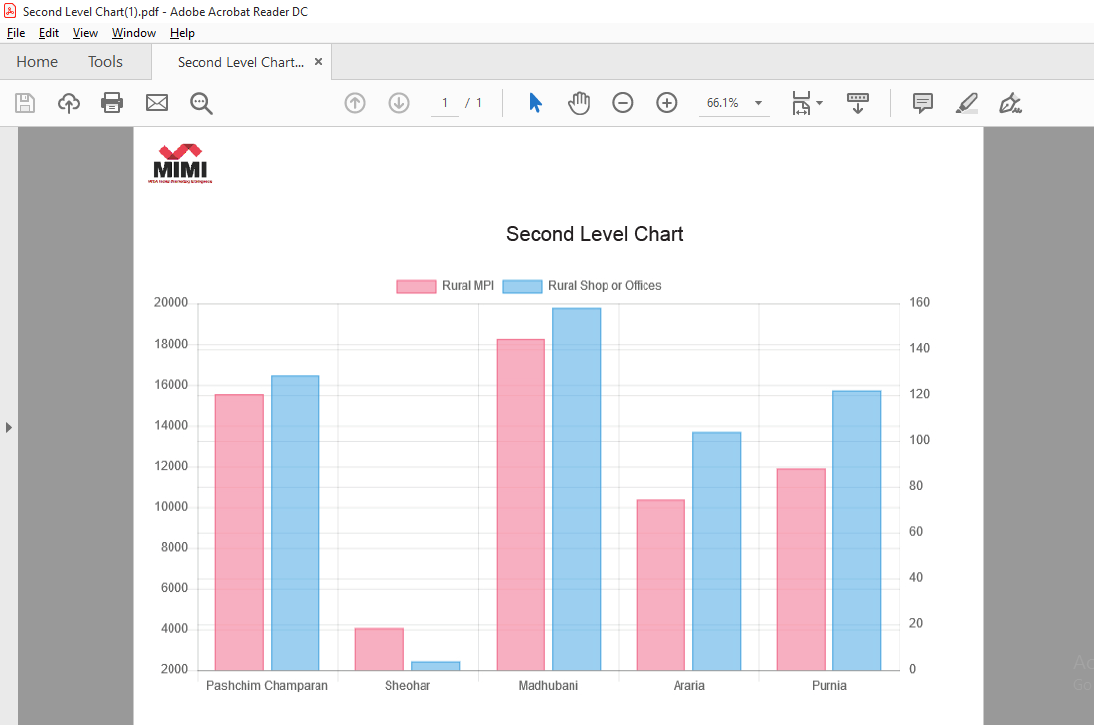 Second Level Chart(1).pdf - Adobe Acrobat Reader DC
File Edit View Window Help
Home Tools Second Level Chart... ×
1 / 1 66.1%
MIMI
Second Level Chart
Rural MPI Rural Shop or Offices
20000 160
18000 140
16000 120
14000 100
12000 80
10000 60
8000 40
6000 20
4000 0
2000
Pashchim Champaran Sheohar Madhubani Araria Purnia